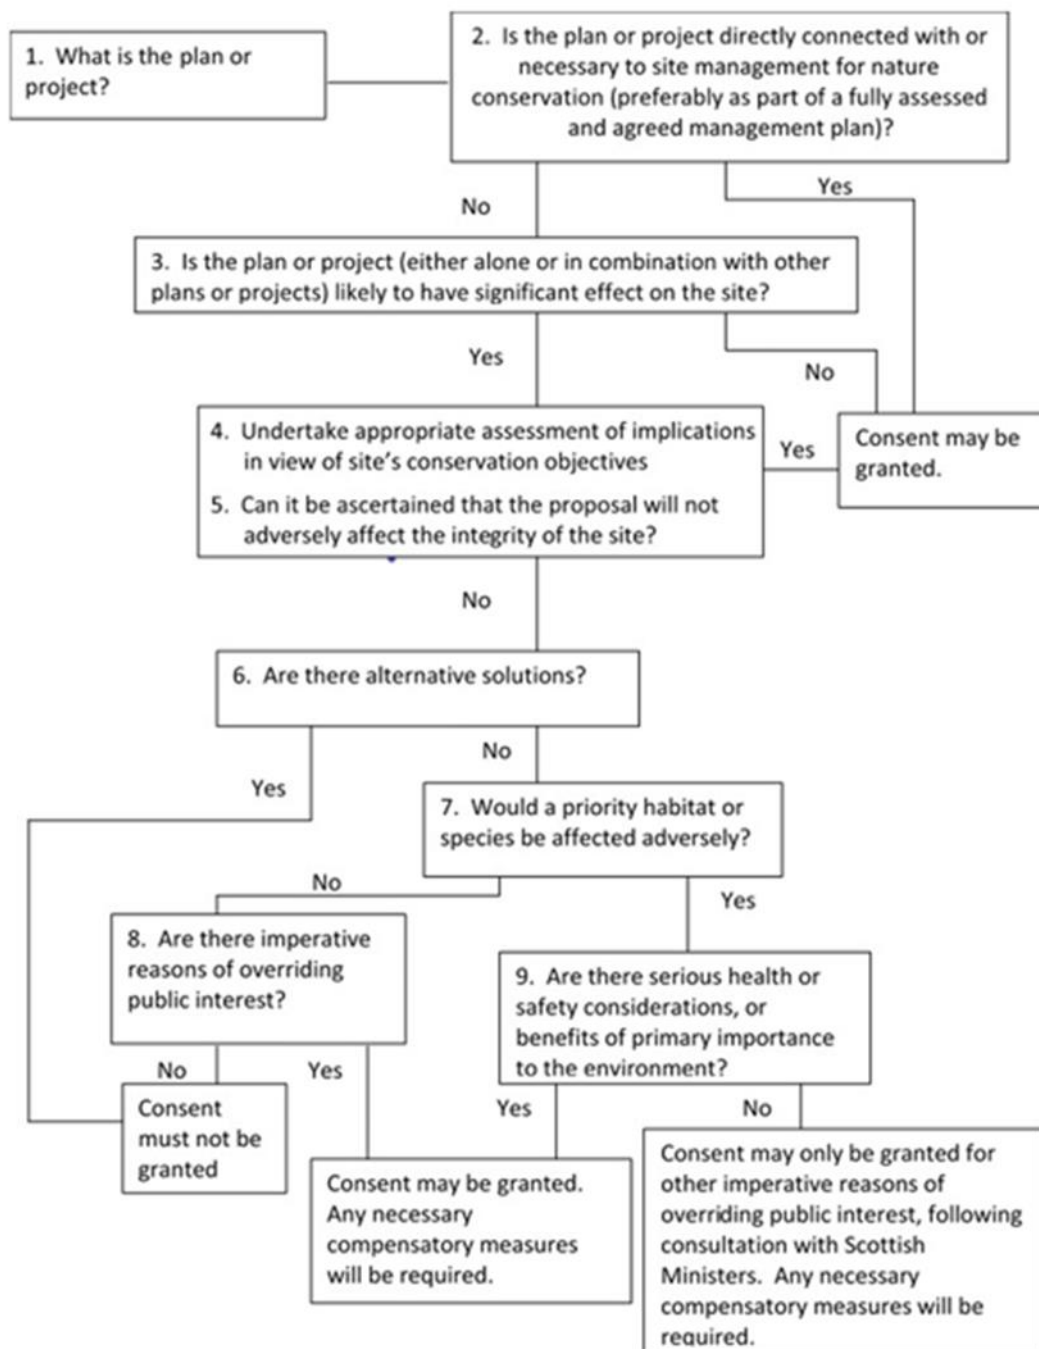 1. What is the plan or
project?
2. Is the plan or project directly connected with or
necessary to site management for nature
conservation (preferably as part of a fully assessed
and agreed management plan)?
Yes
No
3. Is the plan or project (either alone or in combination with other
plans or projects) likely to have significant effect on the site?
Yes
No
4. Undertake appropriate assessment of implications
in view of site's conservation objectives
5. Can it be ascertained that the proposal will not
adversely affect the integrity of the site?
Yes
Consent may be
granted.
No
6. Are there alternative solutions?
No
Yes
7. Would a priority habitat or
species be affected adversely?
No
Yes
8. Are there imperative
reasons of overriding
public interest?
9. Are there serious health or
safety considerations, or
benefits of primary importance
to the environment?
No
Yes
Yes
No
Consent
must not be
granted
Consent may be granted.
Any necessary
compensatory measures
will be required.
Consent may only be granted for
other imperative reasons of
overriding public interest, following
consultation with Scottish
Ministers. Any necessary
compensatory measures will be
required.